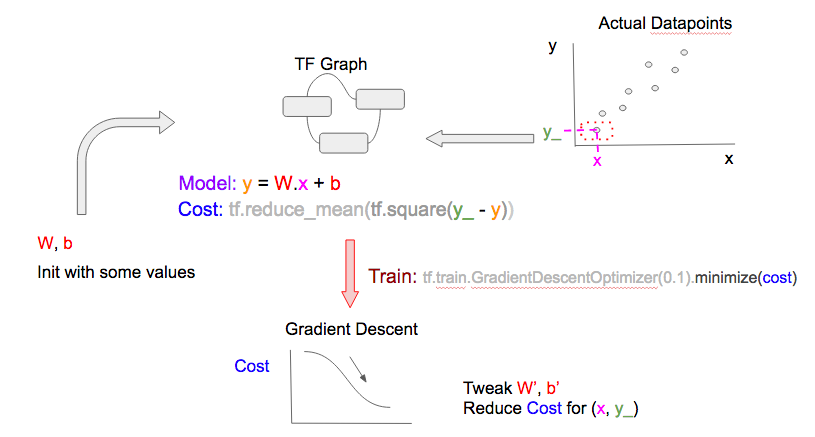 Actual Datapoints
y
TF Graph
y_
x
x
Model: y = W.x + b
Cost: tf.reduce_mean(tf.square(y_ - y))
W, b
Init with some values
Train: tf.train.GradientDescentOptimizer(0.1).minimize(cost)
Gradient Descent
Cost
Tweak W’, b’
Reduce Cost for (x, y_)